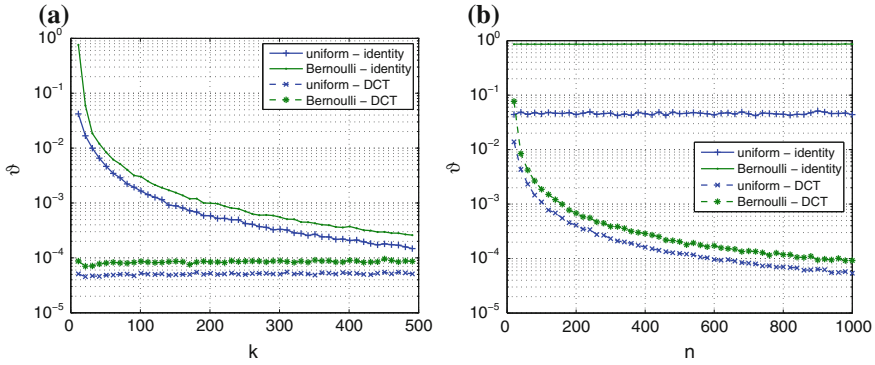 (a)
10^0
10^-1
10^-2
10^-3
10^-4
10^-5
ϑ
0 100 200 300 400 500
k
uniform – identity
Bernoulli – identity
uniform – DCT
Bernoulli – DCT
(b)
10^0
10^-1
10^-2
10^-3
10^-4
10^-5
ϑ
0 200 400 600 800 1000
n
uniform – identity
Bernoulli – identity
uniform – DCT
Bernoulli – DCT